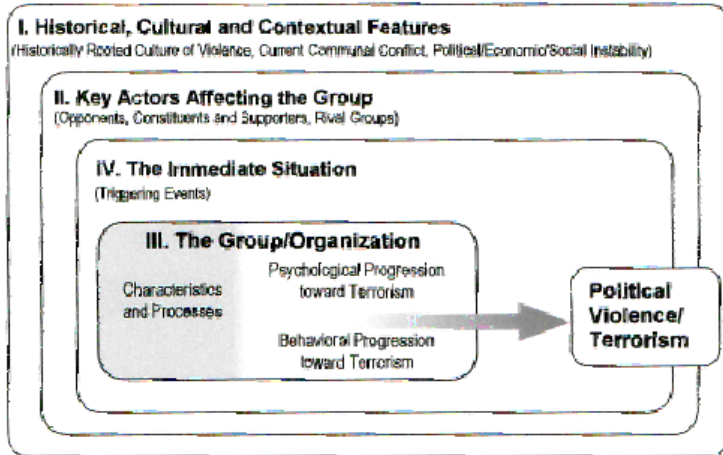 I. Historical, Cultural and Contextual Features
(Historically Rooted Culture of Violence, Current Communal Conflict, Political/Economic/Social Instability)
II. Key Actors Affecting the Group
(Opponents, Constituents and Supporters, Rival Groups)
IV. The Immediate Situation
(Triggering Events)
III. The Group/Organization
Characteristics
and Processes
Psychological Progression
toward Terrorism
Behavioral Progression
toward Terrorism
Political
Violence/
Terrorism